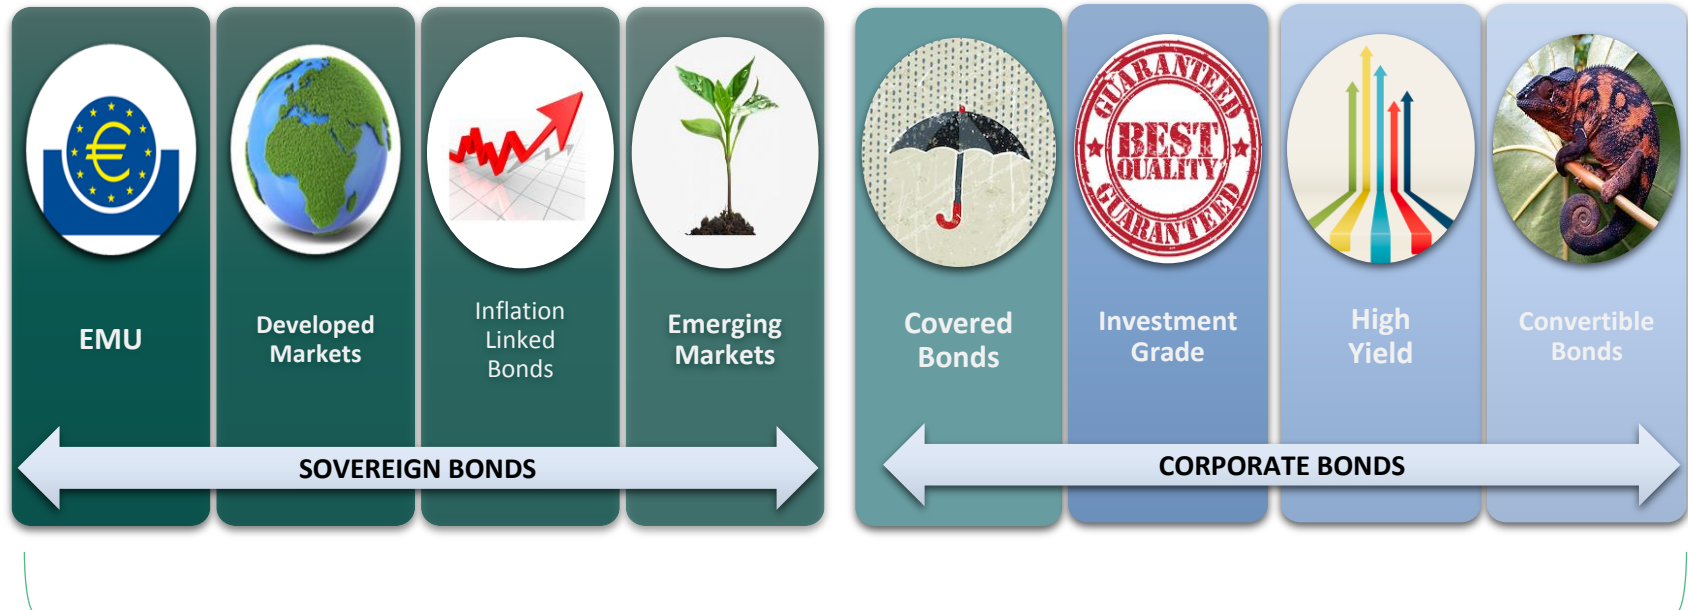 EMU
Developed
Markets
Inflation
Linked
Bonds
Emerging
Markets
SOVEREIGN BONDS
Covered
Bonds
GUARANTEED
BEST
QUALITY
GUARANTEED
Investment
Grade
High
Yield
Convertible
Bonds
CORPORATE BONDS